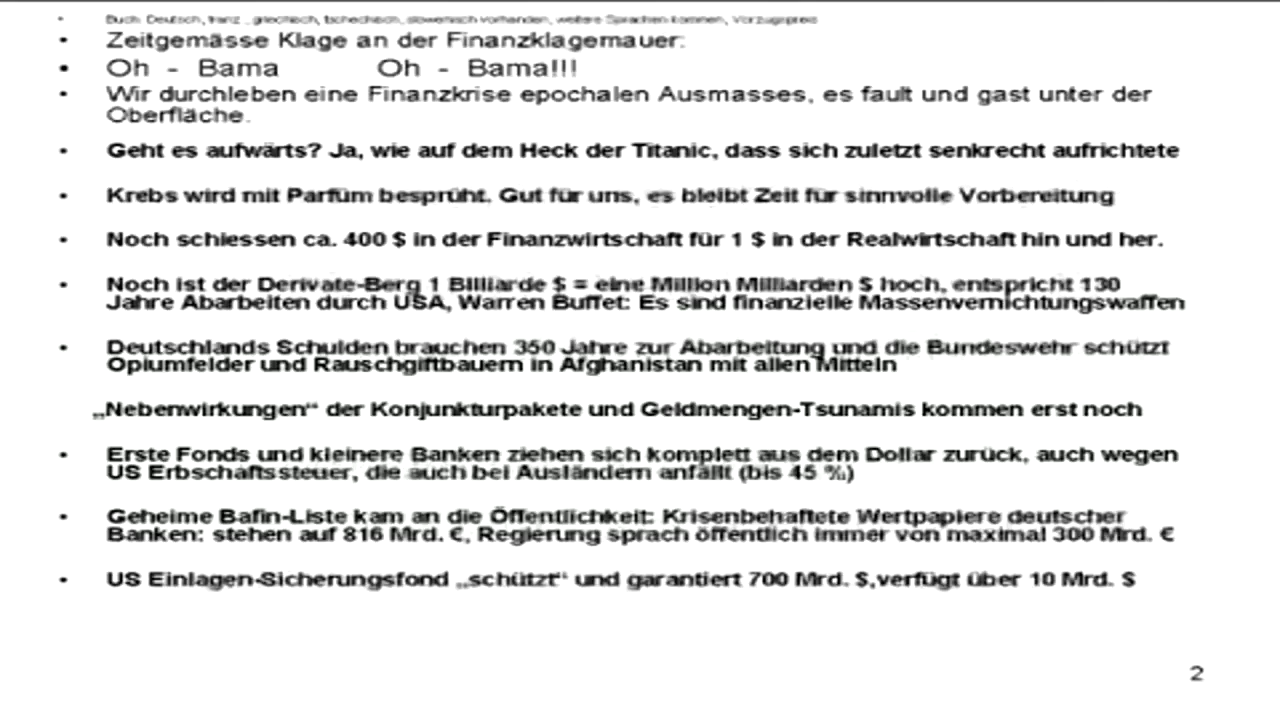 • Buch: Deutsch, franz., griechisch, tschechisch, slowenisch vorhanden, weitere Sprachen kommen, Vorzugspreis
• Zeitgemässe Klage an der Finanzklagemauer:
• Oh - Bama Oh - Bama!!!
• Wir durchleben eine Finanzkrise epochalen Ausmasses, es fault und gast unter der
Oberfläche.
• Geht es aufwärts? Ja, wie auf dem Heck der Titanic, dass sich zuletzt senkrecht aufrichtete
• Krebs wird mit Parfüm besprüht. Gut für uns, es bleibt Zeit für sinnvolle Vorbereitung
• Noch schiessen ca. 400 $ in der Finanzwirtschaft für 1 $ in der Realwirtschaft hin und her.
• Noch ist der Derivate-Berg 1 Billiarde $ = eine Million Milliarden $ hoch, entspricht 130
Jahre Abarbeiten durch USA, Warren Buffet: Es sind finanzielle Massenvernichtungswaffen
• Deutschlands Schulden brauchen 350 Jahre zur Abarbeitung und die Bundeswehr schützt
Opiumfelder und Rauschgiftbauern in Afghanistan mit allen Mitteln
„Nebenwirkungen“ der Konjunkturpakete und Geldmengen-Tsunamis kommen erst noch
• Erste Fonds und kleinere Banken ziehen sich komplett aus dem Dollar zurück, auch wegen
US Erbschaftssteuer, die auch bei Ausländern anfällt (bis 45 %)
• Geheime Bafin-Liste kam an die Öffentlichkeit: Krisenbehaftete Wertpapiere deutscher
Banken: stehen auf 816 Mrd. €, Regierung sprach öffentlich immer von maximal 300 Mrd. €
• US Einlagen-Sicherungsfond „schützt“ und garantiert 700 Mrd. $,verfügt über 10 Mrd. $
2